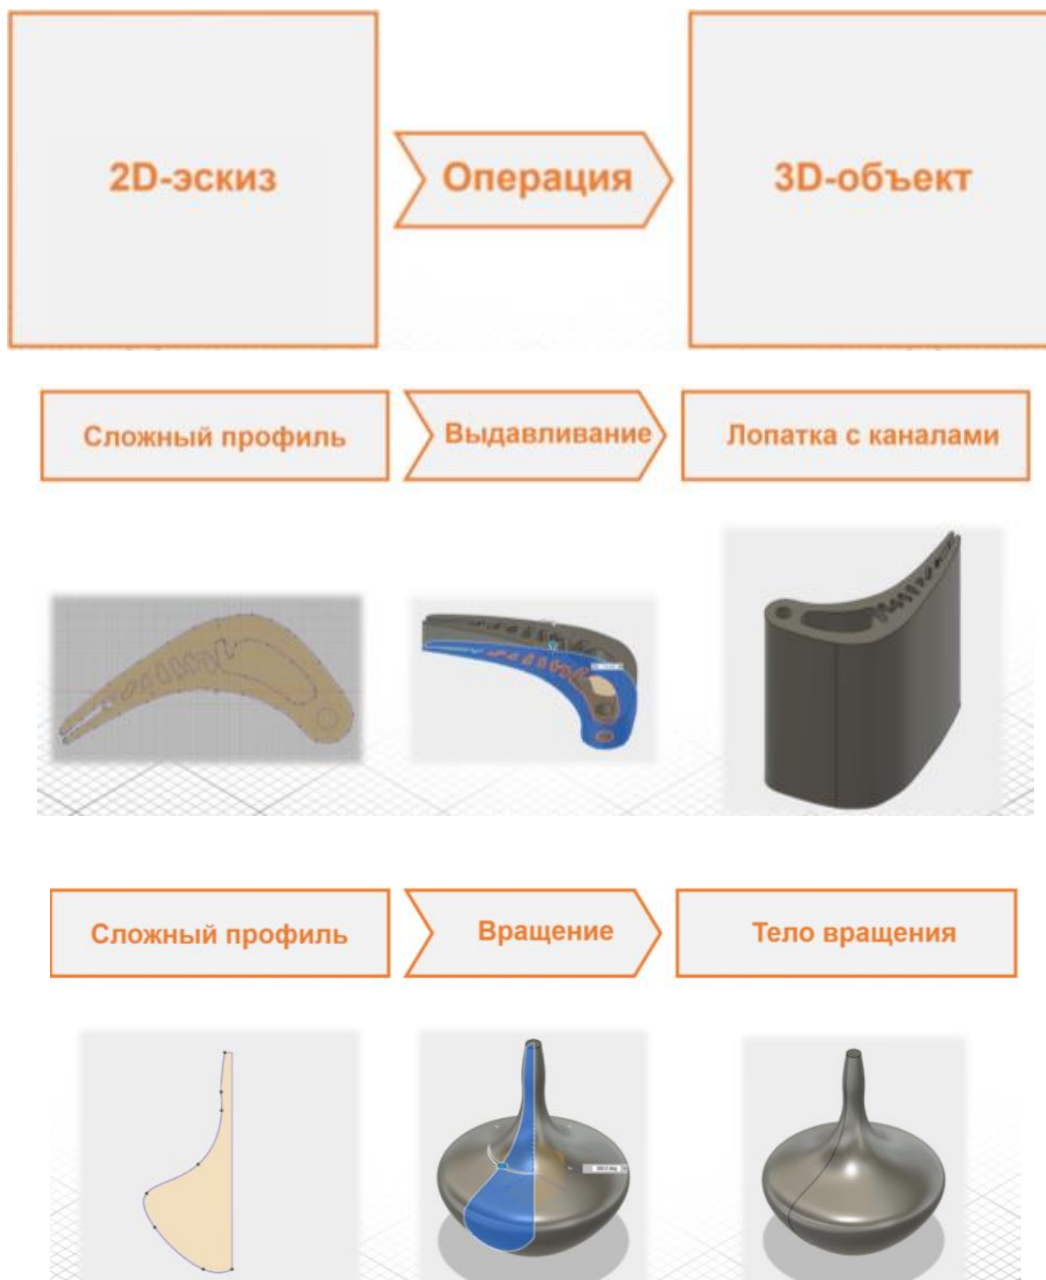 2D-эскиз
Операция
3D-объект
Сложный профиль
Выдавливание
Лопатка с каналами
Сложный профиль
Вращение
Тело вращения